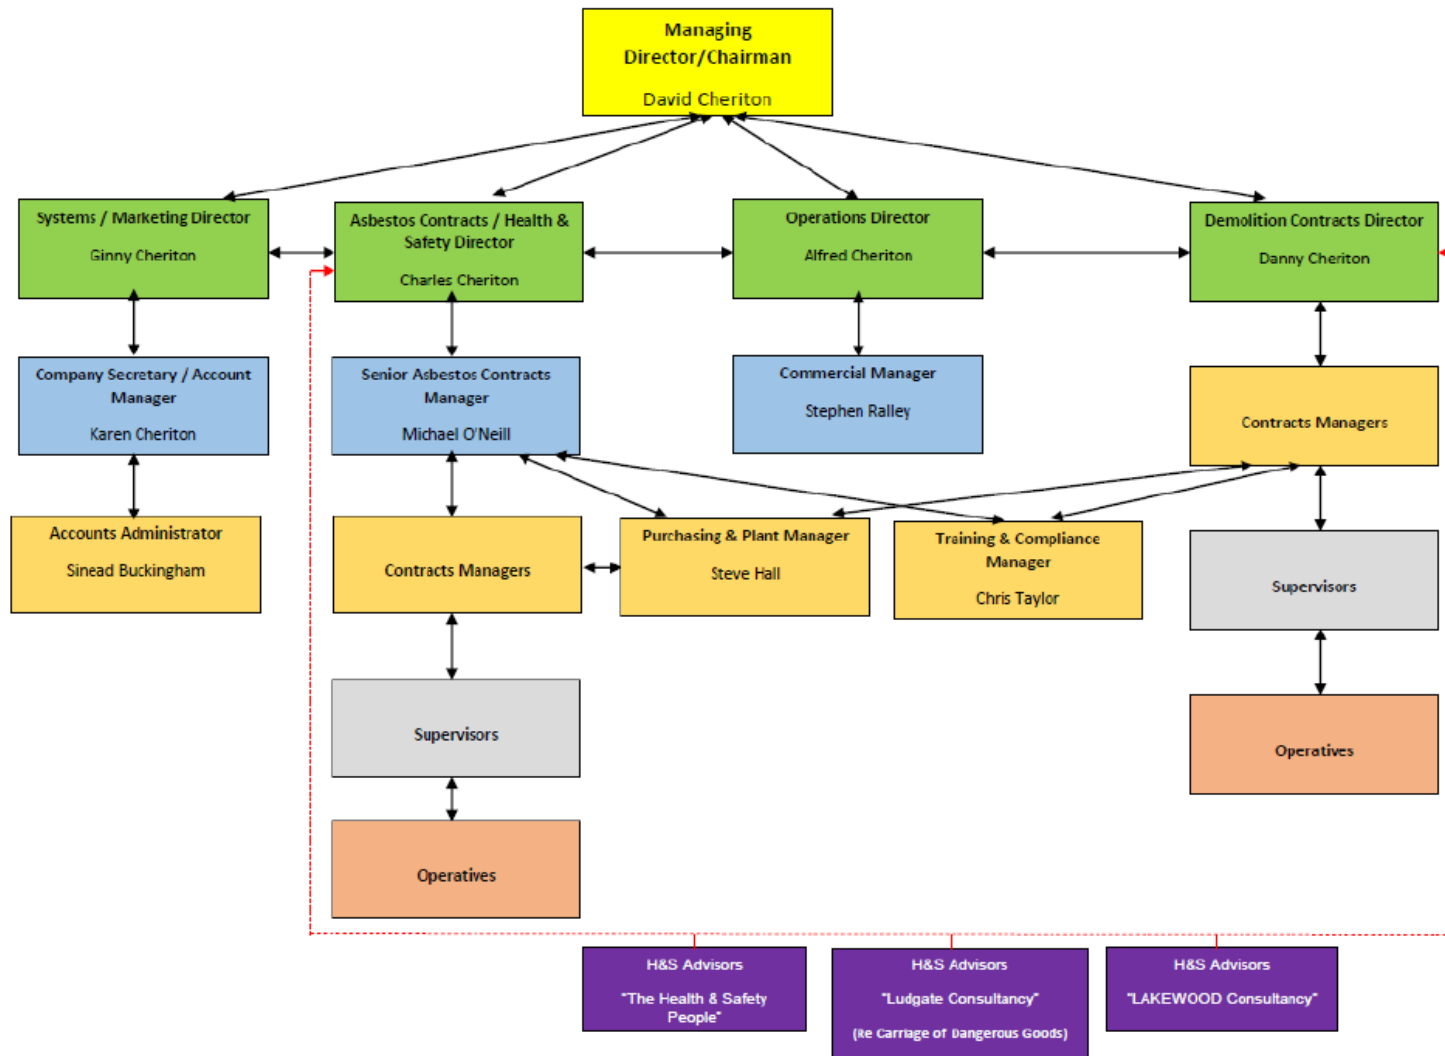 Managing
Director/Chairman
David Cheriton
Systems / Marketing Director
Ginny Cheriton
Asbestos Contracts / Health &
Safety Director
Charles Cheriton
Operations Director
Alfred Cheriton
Demolition Contracts Director
Danny Cheriton
Company Secretary / Account
Manager
Karen Cheriton
Senior Asbestos Contracts
Manager
Michael O'Neill
Commercial Manager
Stephen Ralley
Contracts Managers
Accounts Administrator
Sinead Buckingham
Contracts Managers
Purchasing & Plant Manager
Steve Hall
Training & Compliance
Manager
Chris Taylor
Supervisors
Supervisors
Operatives
Operatives
H&S Advisors
"The Health & Safety
People"
H&S Advisors
"Ludgate Consultancy"
(Re Carriage of Dangerous Goods)
H&S Advisors
"LAKEWOOD Consultancy"